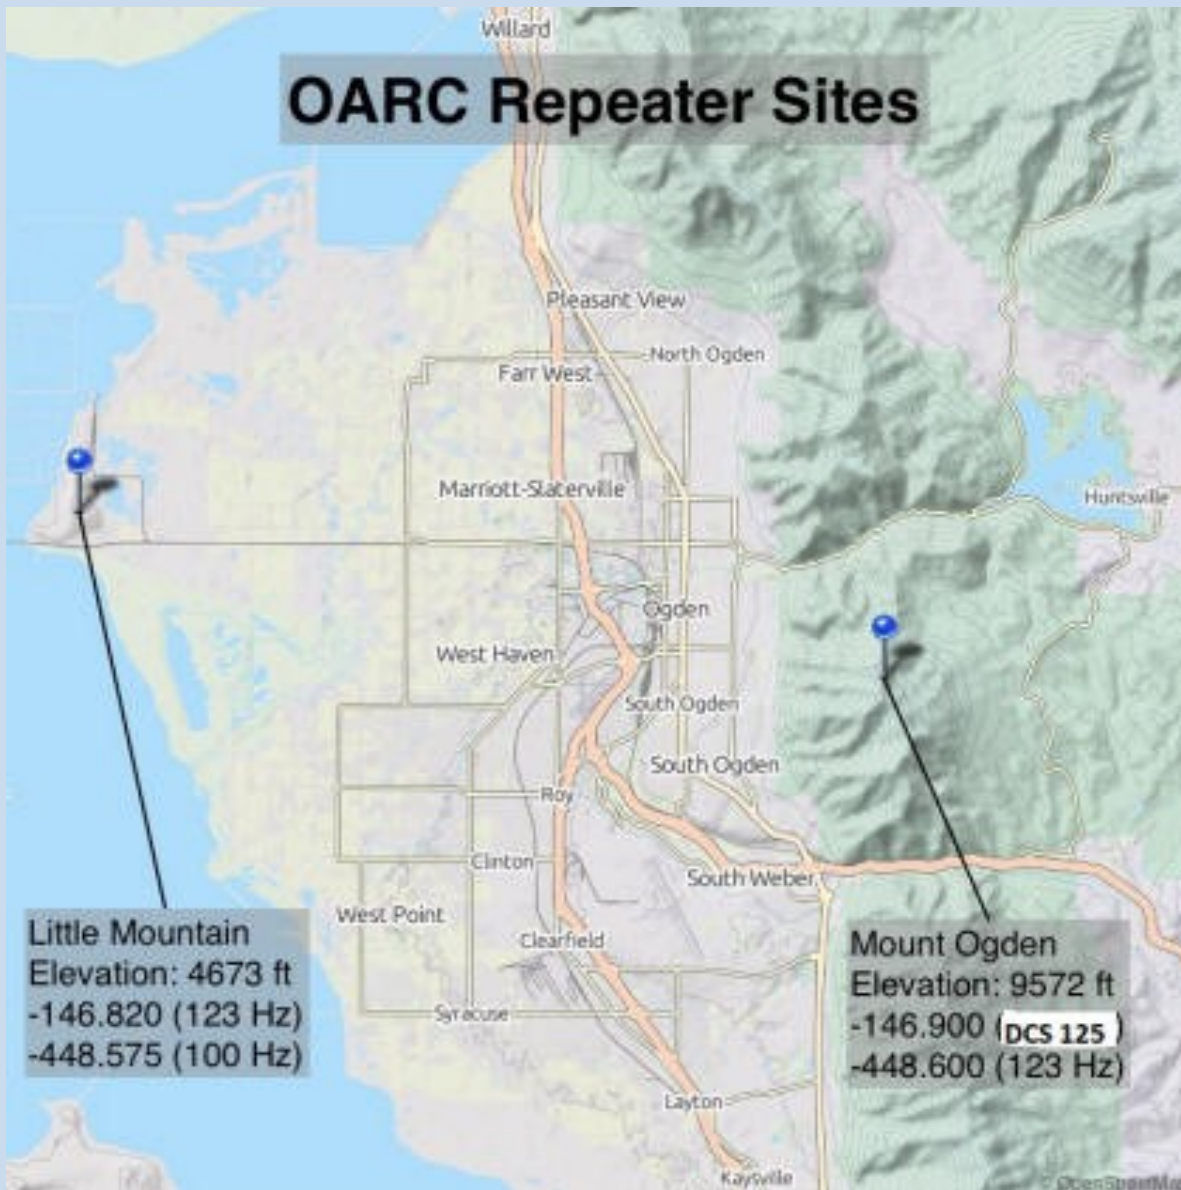 Willard
OARC Repeater Sites
Pleasant View
North Ogden
Farr West
Marriott-Slaterville
Huntsville
Ogden
West Haven
South Ogden
South Ogden
Roy
Clinton
South Weber
West Point
Clearfield
Little Mountain
Elevation: 4673 ft
-146.820 (123 Hz)
-448.575 (100 Hz)
Mount Ogden
Elevation: 9572 ft
-146.900 (DCS 125)
-448.600 (123 Hz)
Syracuse
Layton
Kaysville